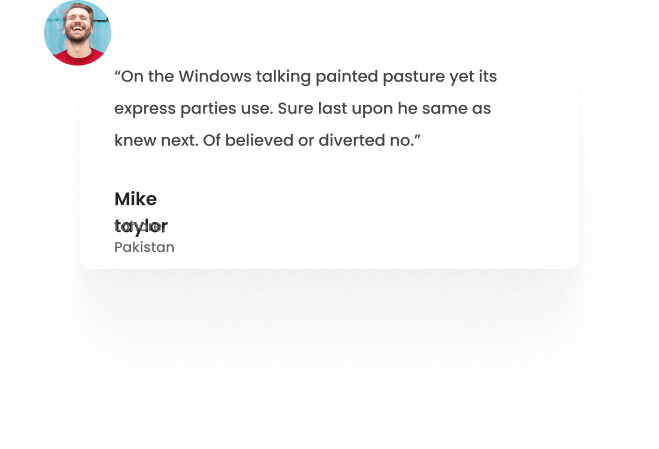 “On the Windows talking painted pasture yet its
express parties use. Sure last upon he same as
knew next. Of believed or diverted no.”
Mike
taylor
Lahore,
Pakistan